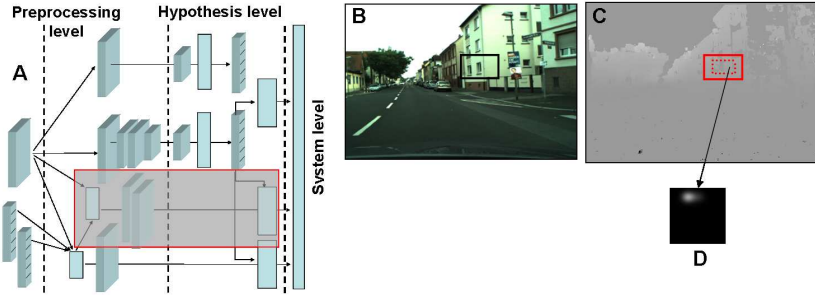 Preprocessing
level
Hypothesis level
A
System level
B
C
D